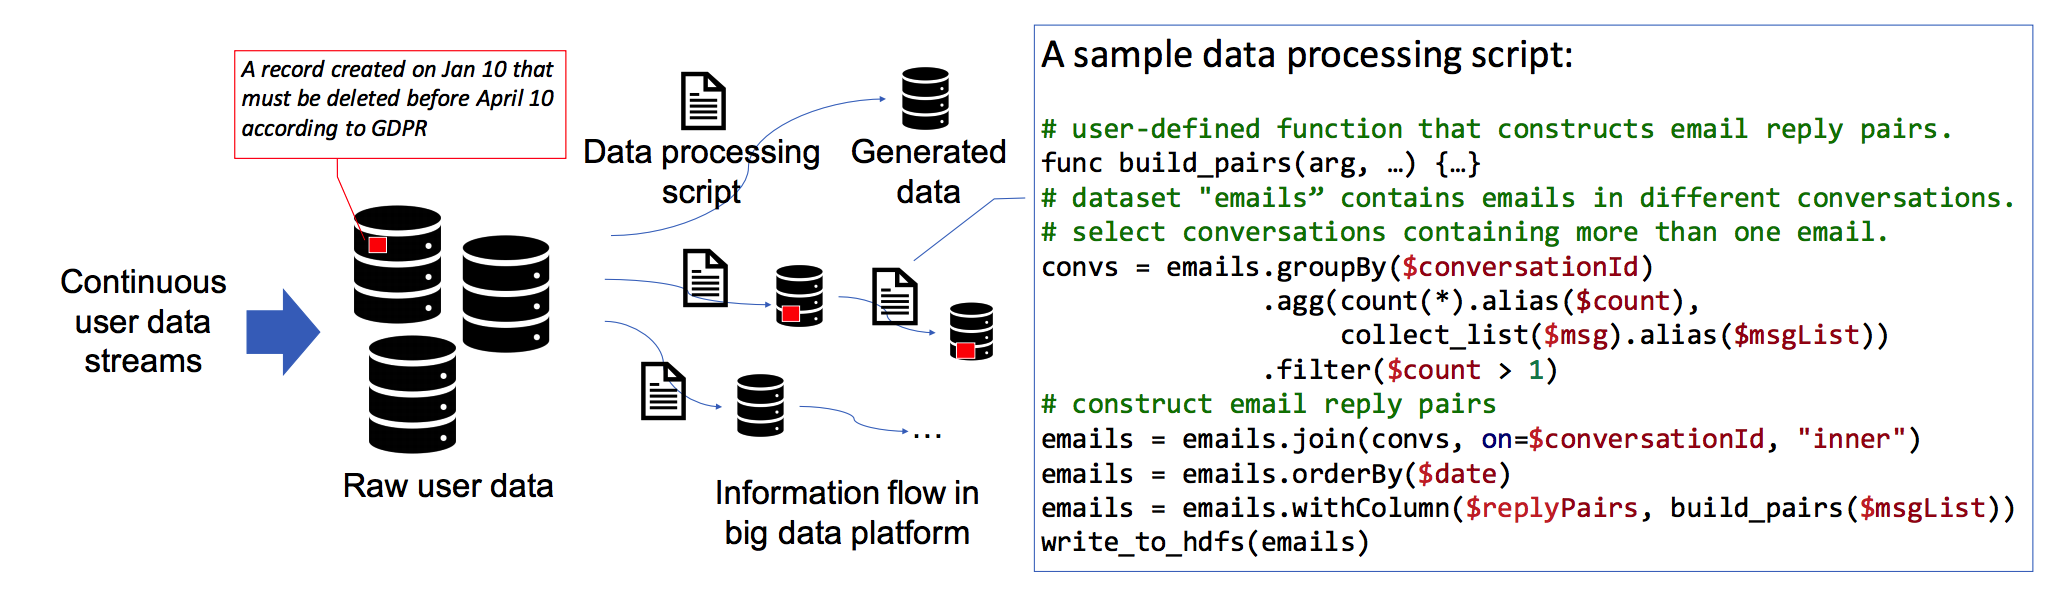 A record created on Jan 10 that
must be deleted before April 10
according to GDPR
Continuous
user data
streams
Raw user data
Data processing
script
Generated
data
...
Information flow in
big data platform
A sample data processing script:
# user-defined function that constructs email reply pairs.
func build_pairs(arg, …) {…}
# dataset "emails” contains emails in different conversations.
# select conversations containing more than one email.
convs = emails.groupBy($conversationId)
.agg(count(*).alias($count),
collect_list($msg).alias($msgList))
.filter($count > 1)
# construct email reply pairs
emails = emails.join(convs, on=$conversationId, "inner")
emails = emails.orderBy($date)
emails = emails.withColumn($replyPairs, build_pairs($msgList))
write_to_hdfs(emails)